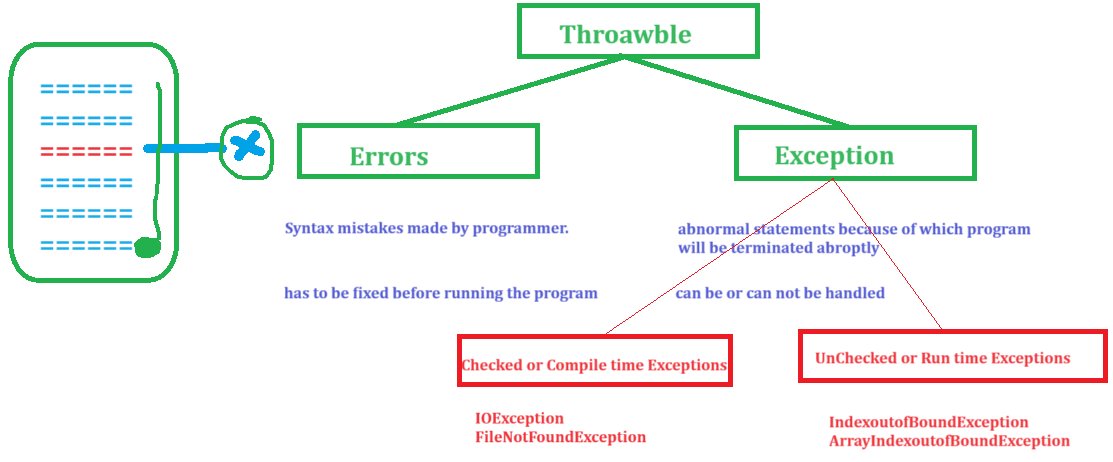 Throawble
Errors
Exception
======
======
======
======
======
======
Syntax mistakes made by programmer.
has to be fixed before running the program
abnormal statements because of which program
will be terminated abroptly
can be or can not be handled
Checked or Compile time Exceptions
UnChecked or Run time Exceptions
IOException
FileNotFoundException
IndexoutofBoundException
ArrayIndexoutofBoundException